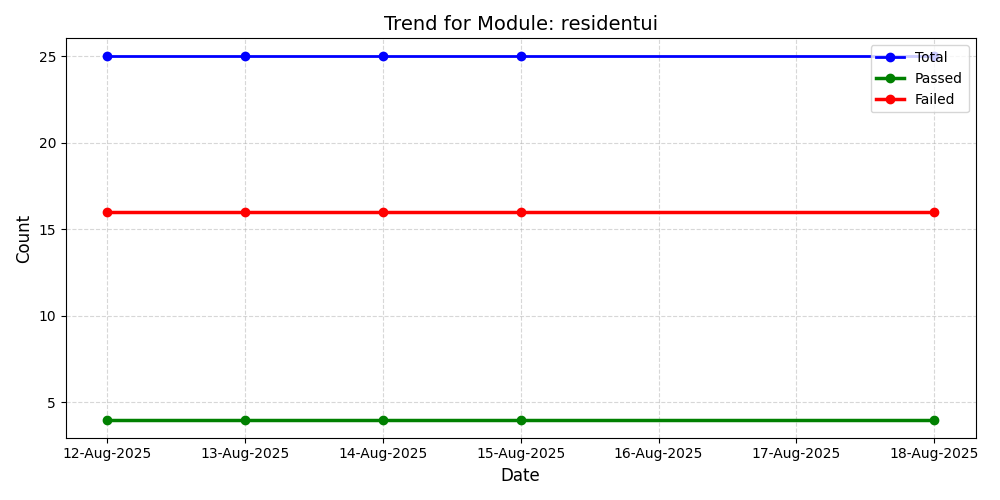 Trend for Module: residentui
Total
Passed
Failed
Count
25
20
15
10
5
12-Aug-2025 13-Aug-2025 14-Aug-2025 15-Aug-2025 16-Aug-2025 17-Aug-2025 18-Aug-2025
Date